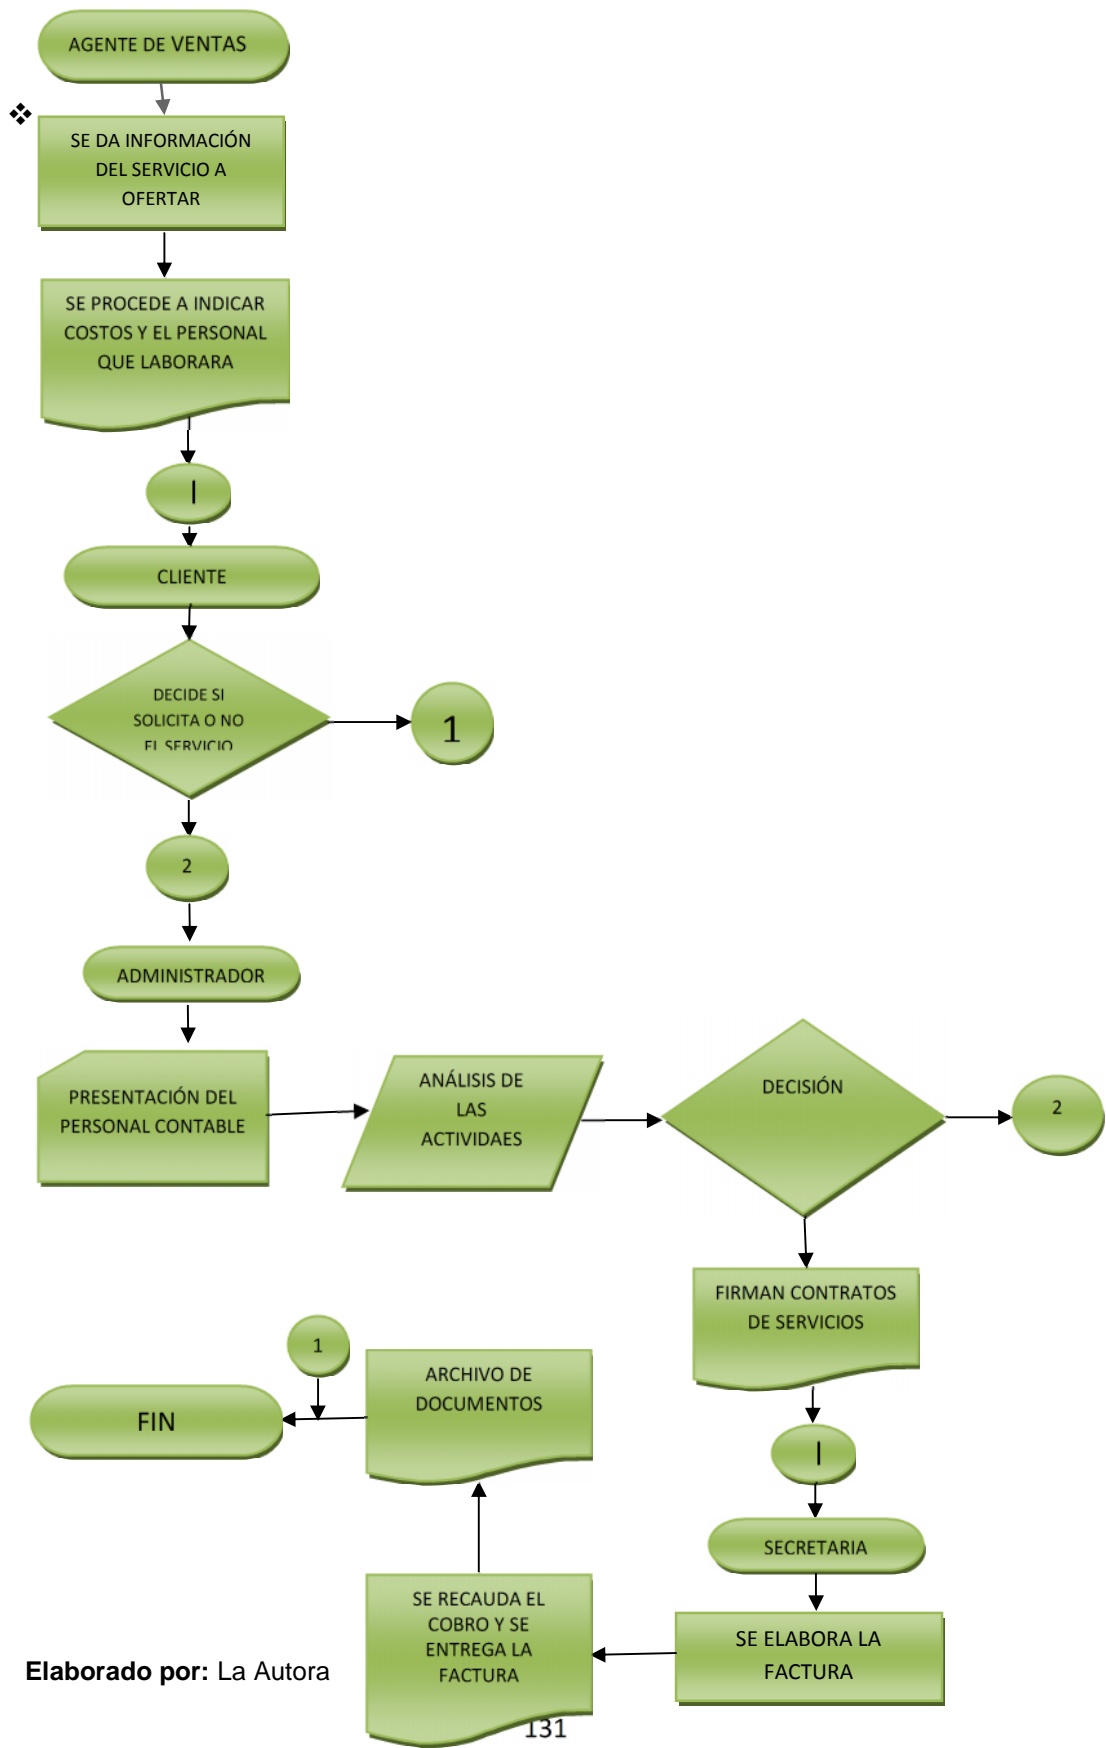 AGENTE DE VENTAS
❖
SE DA INFORMACIÓN
DEL SERVICIO A
OFERTAR
SE PROCEDE A INDICAR
COSTOS Y EL PERSONAL
QUE LABORARA
I
CLIENTE
DECIDE SI
SOLICITA O NO
EL SERVICIO
1
2
ADMINISTRADOR
PRESENTACIÓN DEL
PERSONAL CONTABLE
ANÁLISIS DE
LAS
ACTIVIDAES
DECISIÓN
2
FIRMAN CONTRATOS
DE SERVICIOS
I
SECRETARIA
SE ELABORA LA
FACTURA
SE RECAUDA EL
COBRO Y SE
ENTREGA LA
FACTURA
ARCHIVO DE
DOCUMENTOS
1
FIN
Elaborado por: La Autora
131